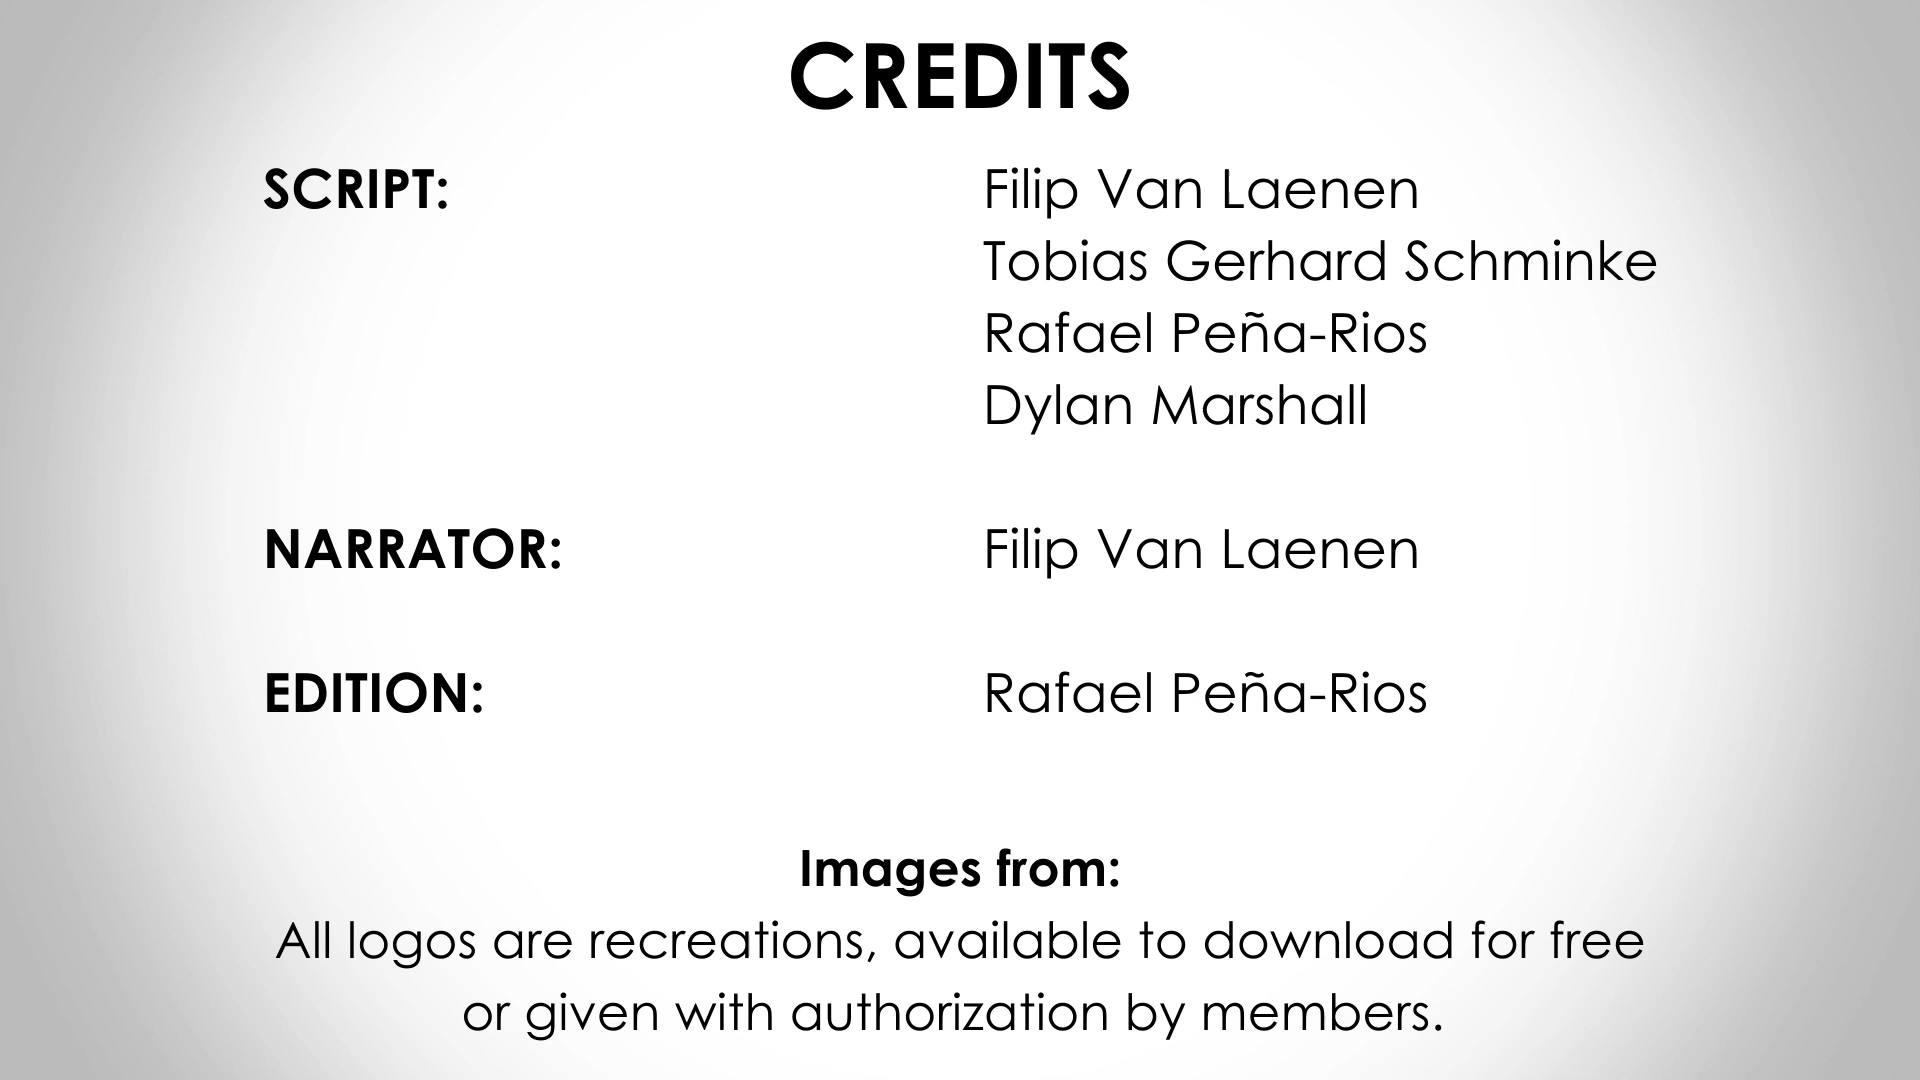 CREDITS
SCRIPT: Filip Van Laenen
Tobias Gerhard Schminke
Rafael Peña-Rios
Dylan Marshall
NARRATOR: Filip Van Laenen
EDITION: Rafael Peña-Rios
Images from:
All logos are recreations, available to download for free
or given with authorization by members.